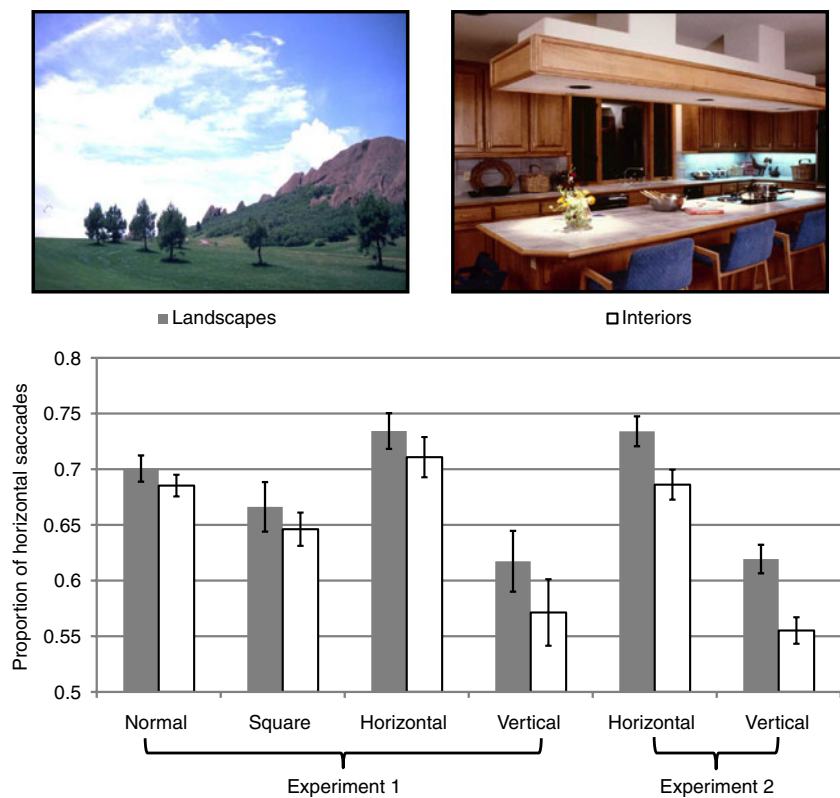 Landscapes
Interiors
Proportion of horizontal saccades
0.8
0.75
0.7
0.65
0.6
0.55
0.5
Normal Square Horizontal Vertical Horizontal Vertical
Experiment 1 Experiment 2